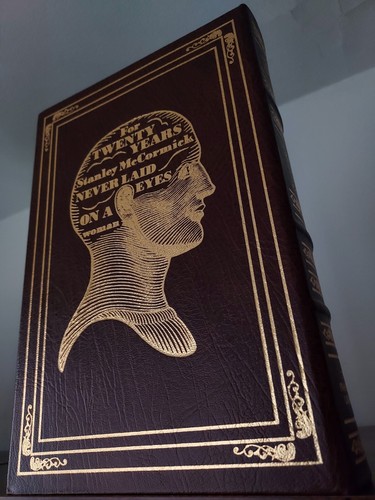 For
TWENTY
YEARS
Stanley McCormick
NEVER LAID
EYES
ON A
woman